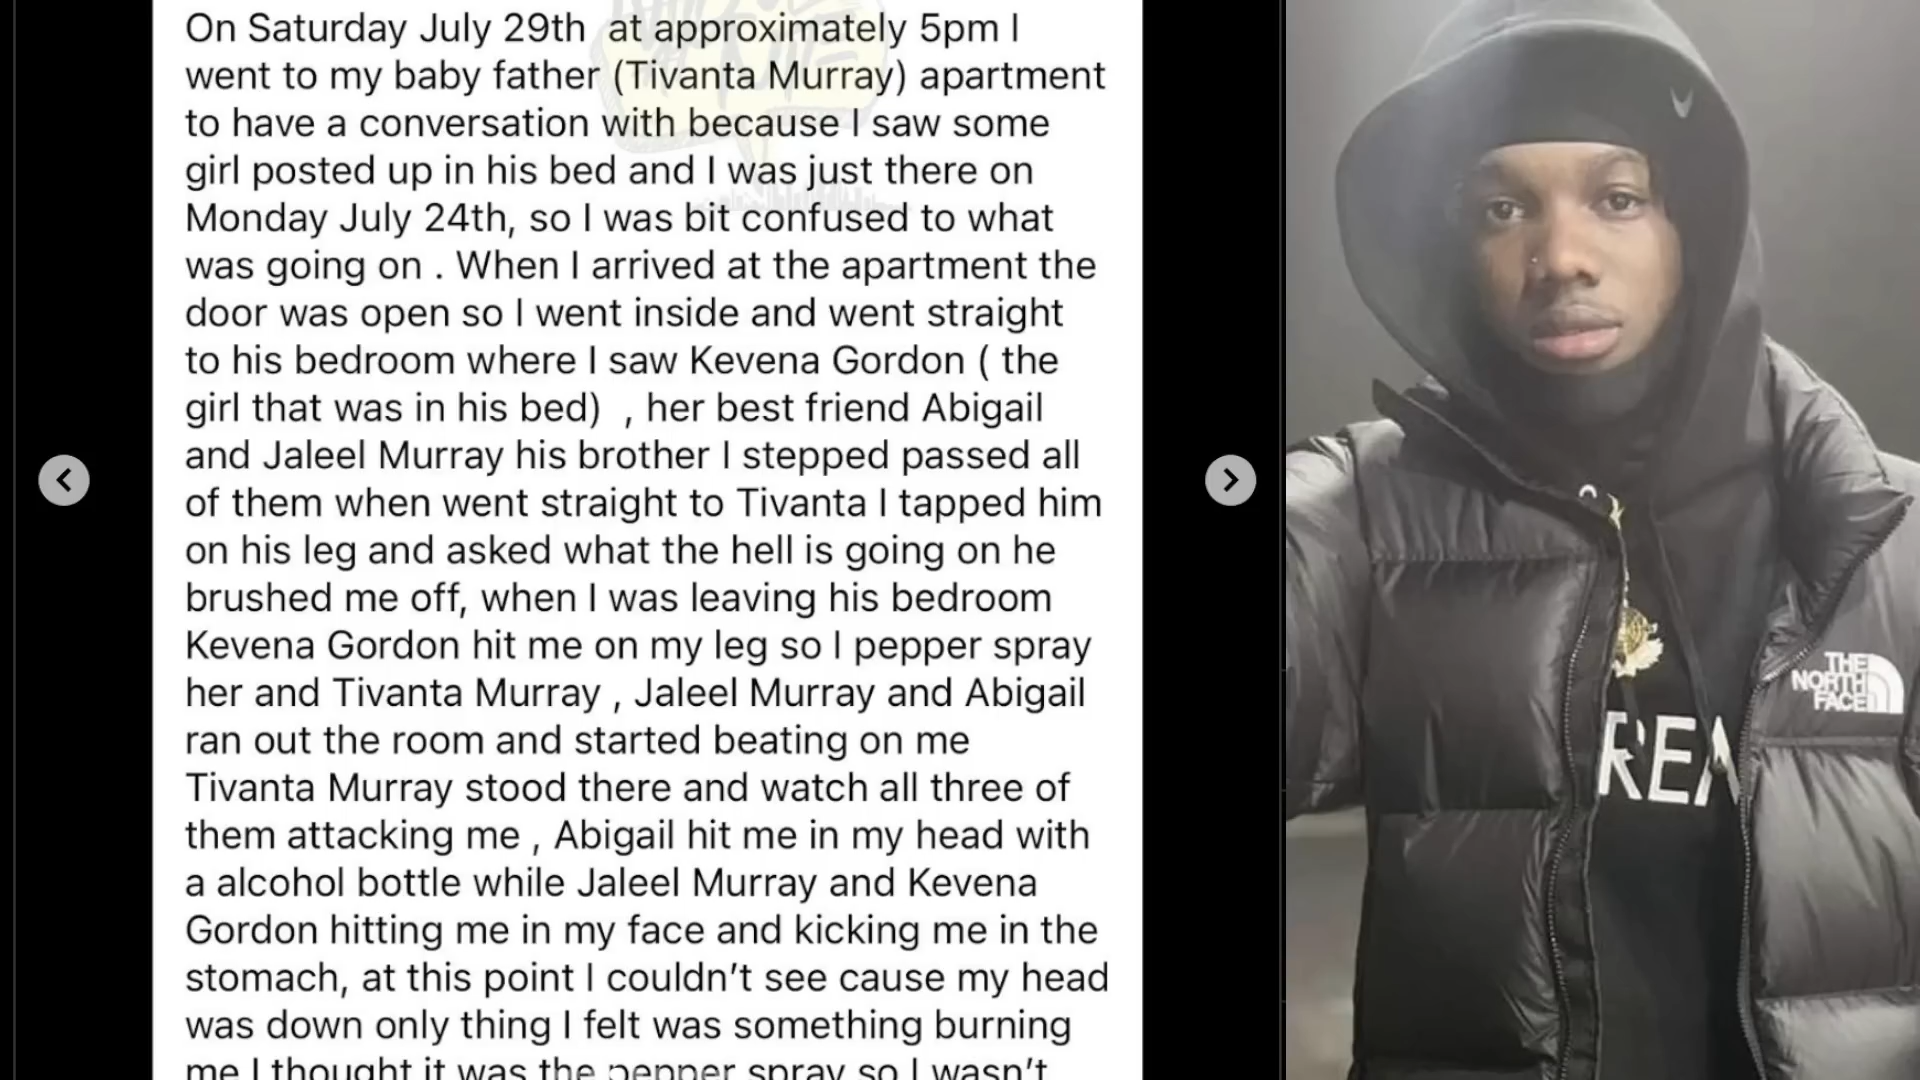 On Saturday July 29th  at approximately 5pm I
went to my baby father (Tivanta Murray) apartment
to have a conversation with because I saw some
girl posted up in his bed and I was just there on
Monday July 24th, so I was bit confused to what
was going on . When I arrived at the apartment the
door was open so I went inside and went straight
to his bedroom where I saw Kevena Gordon ( the
girl that was in his bed)  , her best friend Abigail
and Jaleel Murray his brother I stepped passed all
of them when went straight to Tivanta I tapped him
on his leg and asked what the hell is going on he
brushed me off, when I was leaving his bedroom
Kevena Gordon hit me on my leg so I pepper spray
her and Tivanta Murray , Jaleel Murray and Abigail
ran out the room and started beating on me
Tivanta Murray stood there and watch all three of
them attacking me , Abigail hit me in my head with
a alcohol bottle while Jaleel Murray and Kevena
Gordon hitting me in my face and kicking me in the
stomach, at this point I couldn’t see cause my head
was down only thing I felt was something burning
me I thought it was the pepper spray so I wasn’t
THE
NORTH
FACE
REA